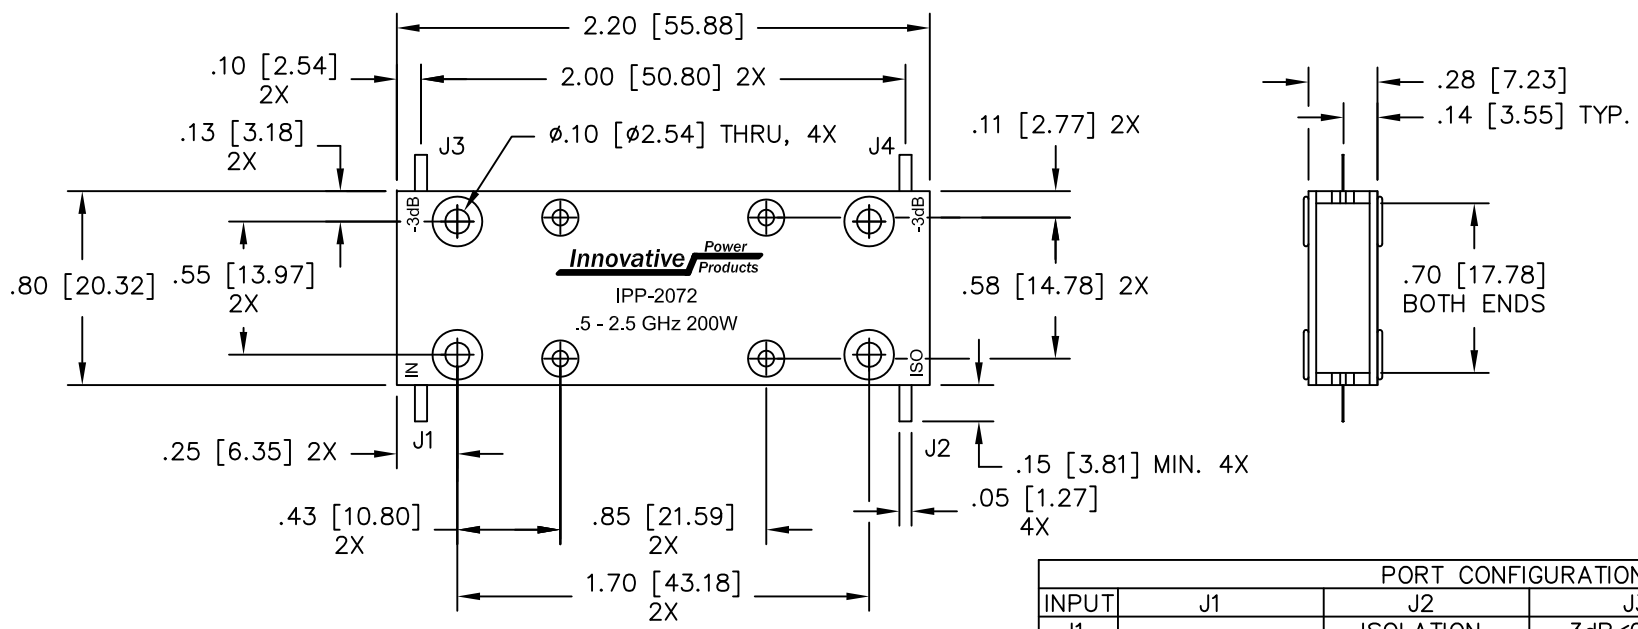 2.20 [55.88]
.10 [2.54]
2X
2.00 [50.80] 2X
.28 [7.23]
.14 [3.55] TYP.
.13 [3.18]
2X
J3
ø.10 [ø2.54] THRU, 4X
J4
.11 [2.77] 2X
-3dB
-3dB
.80 [20.32]
.55 [13.97]
2X
Innovative Power Products
IPP-2072
.5 - 2.5 GHz 200W
.58 [14.78] 2X
.70 [17.78]
BOTH ENDS
IN
ISO
J1
J2
.25 [6.35] 2X
.15 [3.81] MIN. 4X
.05 [1.27]
4X
.43 [10.80]
2X
.85 [21.59]
2X
1.70 [43.18]
2X
PORT CONFIGURATION
INPUT J1 J2
J1 ISOLATION